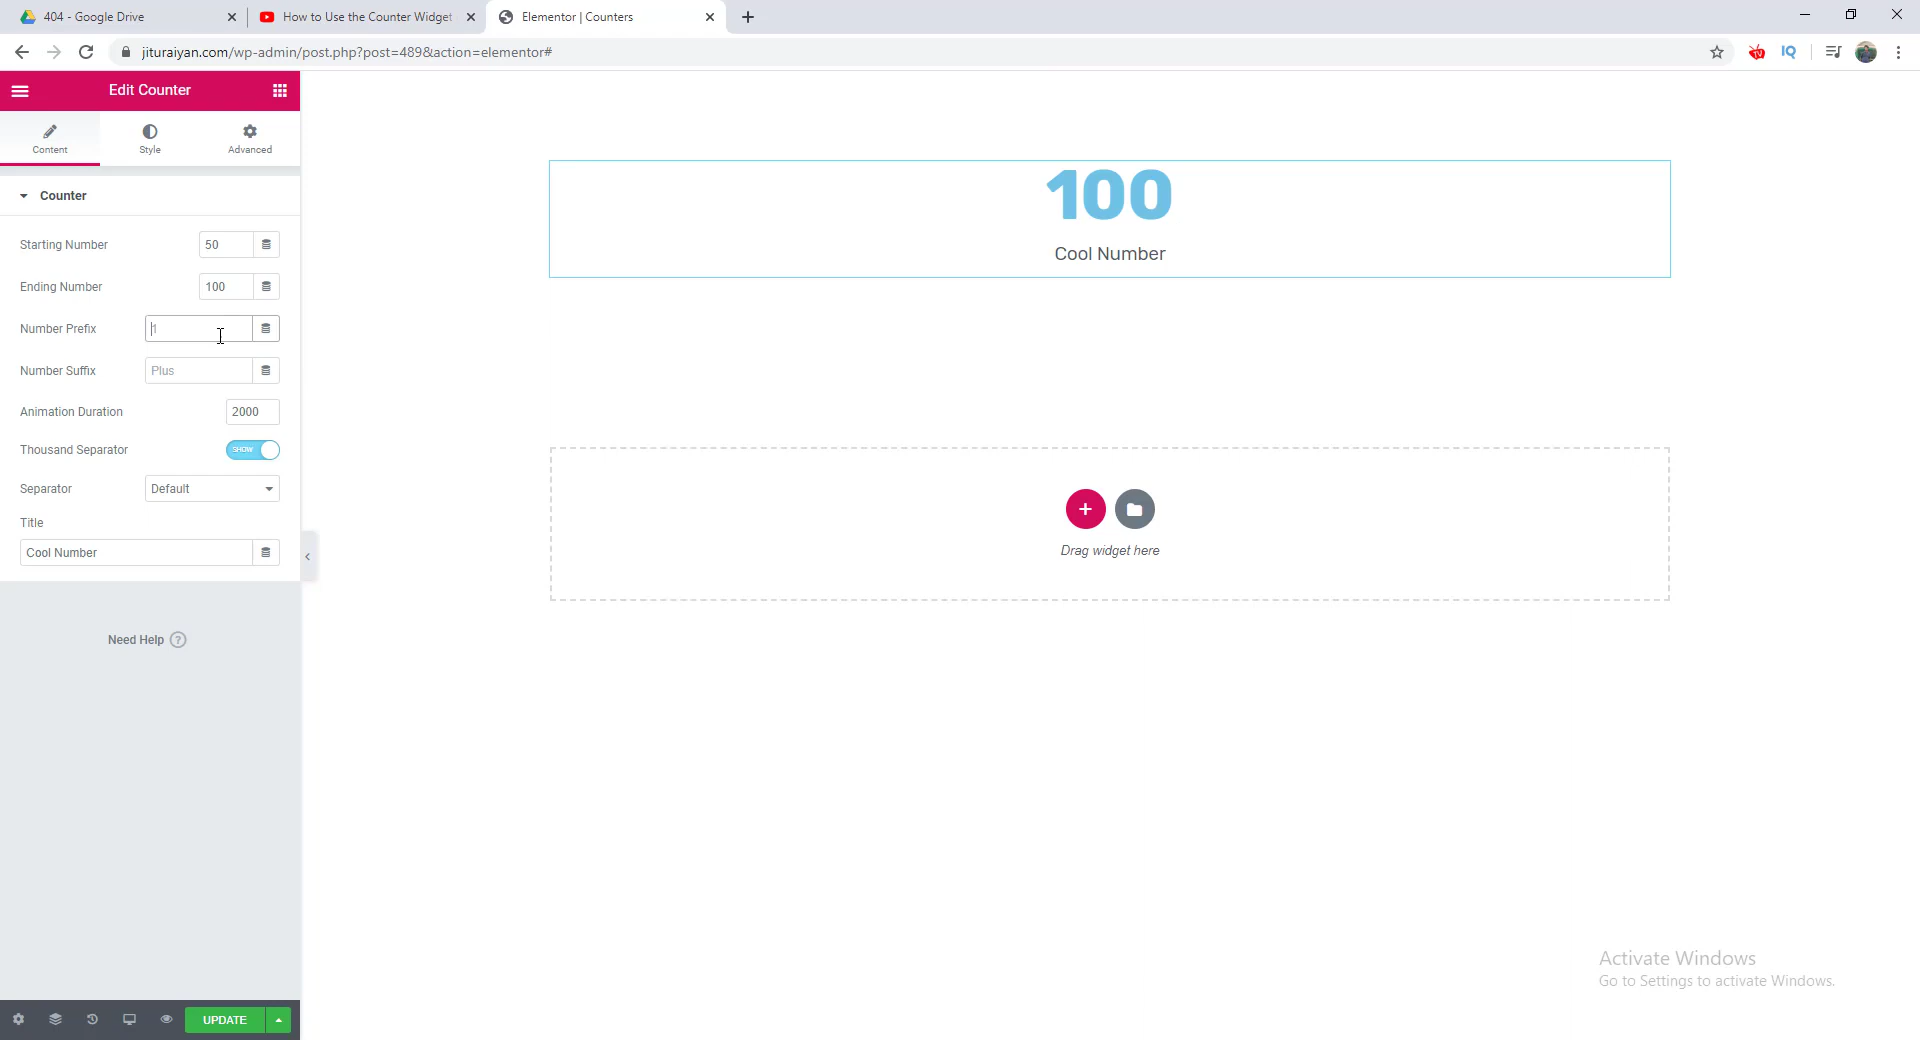 404 - Google Drive
How to Use the Counter Widget
Elementor | Counters
jituraiyan.com/wp-admin/post.php?post=489&action=elementor#
IQ
Edit Counter
Content
Style
Advanced
Counter
Starting Number
50
Ending Number
100
Number Prefix
1
Number Suffix
Plus
Animation Duration
2000
Thousand Separator
SHOW
Separator
Default
Title
Cool Number
Need Help ?
UPDATE
100
Cool Number
Drag widget here
Activate Windows
Go to Settings to activate Windows.